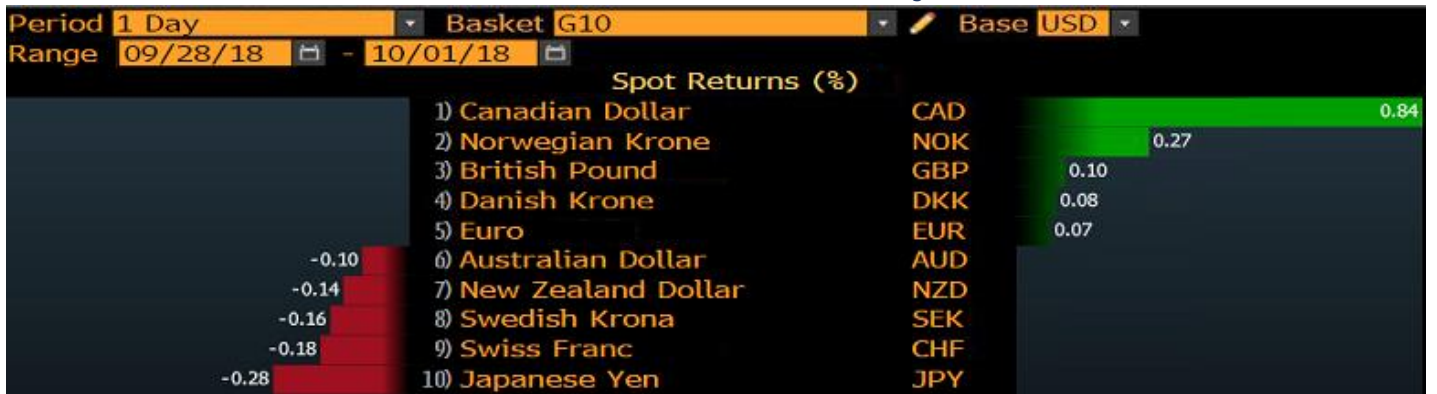 Period 1 Day Basket G10 Base USD
Range 09/28/18 - 10/01/18
Spot Returns (%)
1) Canadian Dollar CAD 0.84
2) Norwegian Krone NOK 0.27
3) British Pound GBP 0.10
4) Danish Krone DKK 0.08
5) Euro EUR 0.07
-0.10 6) Australian Dollar AUD
-0.14 7) New Zealand Dollar NZD
-0.16 8) Swedish Krona SEK
-0.18 9) Swiss Franc CHF
-0.28 10) Japanese Yen JPY